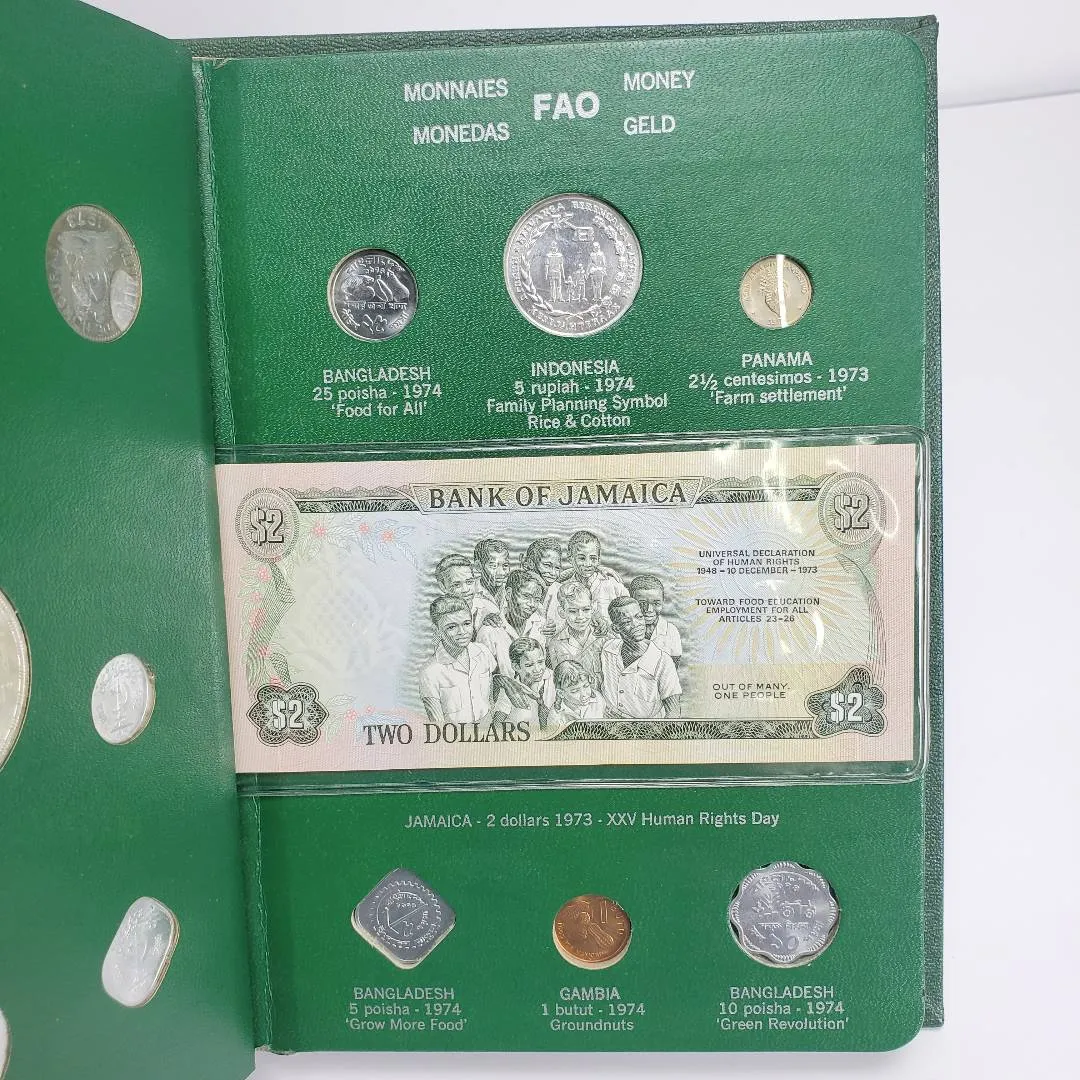 MONNAIES FAO MONEY
MONEDAS GELD
BANGLADESH
25 poisha - 1974
'Food for All'
INDONESIA
5 rupiah - 1974
Family Planning Symbol
Rice & Cotton
PANAMA
2½ centesimos - 1973
'Farm settlement'
BANK OF JAMAICA
$2
$2
UNIVERSAL DECLARATION
OF HUMAN RIGHTS
1948 – 10 DECEMBER – 1973
TOWARD FOOD EDUCATION
EMPLOYMENT FOR ALL
ARTICLES 23-26
OUT OF MANY,
ONE PEOPLE
$2
$2
TWO DOLLARS
JAMAICA - 2 dollars 1973 - XXV Human Rights Day
BANGLADESH
5 poisha - 1974
'Grow More Food'
GAMBIA
1 butut - 1974
Groundnuts
BANGLADESH
10 poisha - 1974
'Green Revolution'